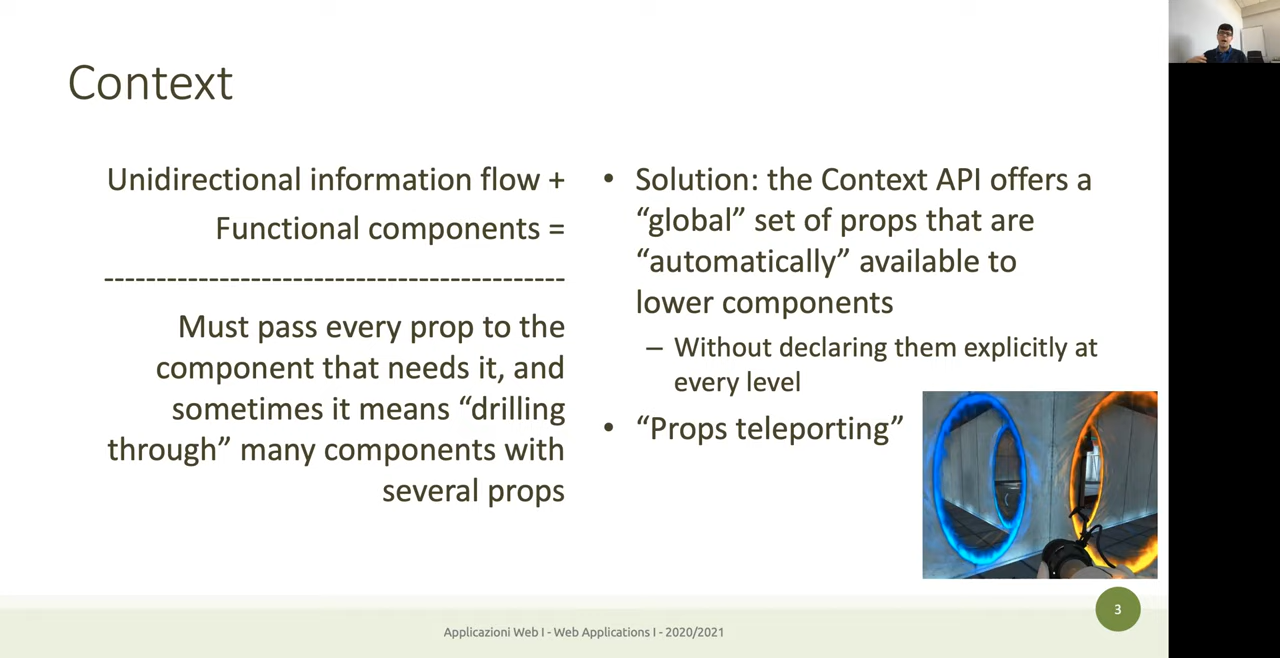 Context
Unidirectional information flow +
Functional components =
--------------------------------------------
Must pass every prop to the
component that needs it, and
sometimes it means “drilling
through” many components with
several props
• Solution: the Context API offers a
“global” set of props that are
“automatically” available to
lower components
– Without declaring them explicitly at
every level
• “Props teleporting”
Applicazioni Web I - Web Applications I - 2020/2021
3